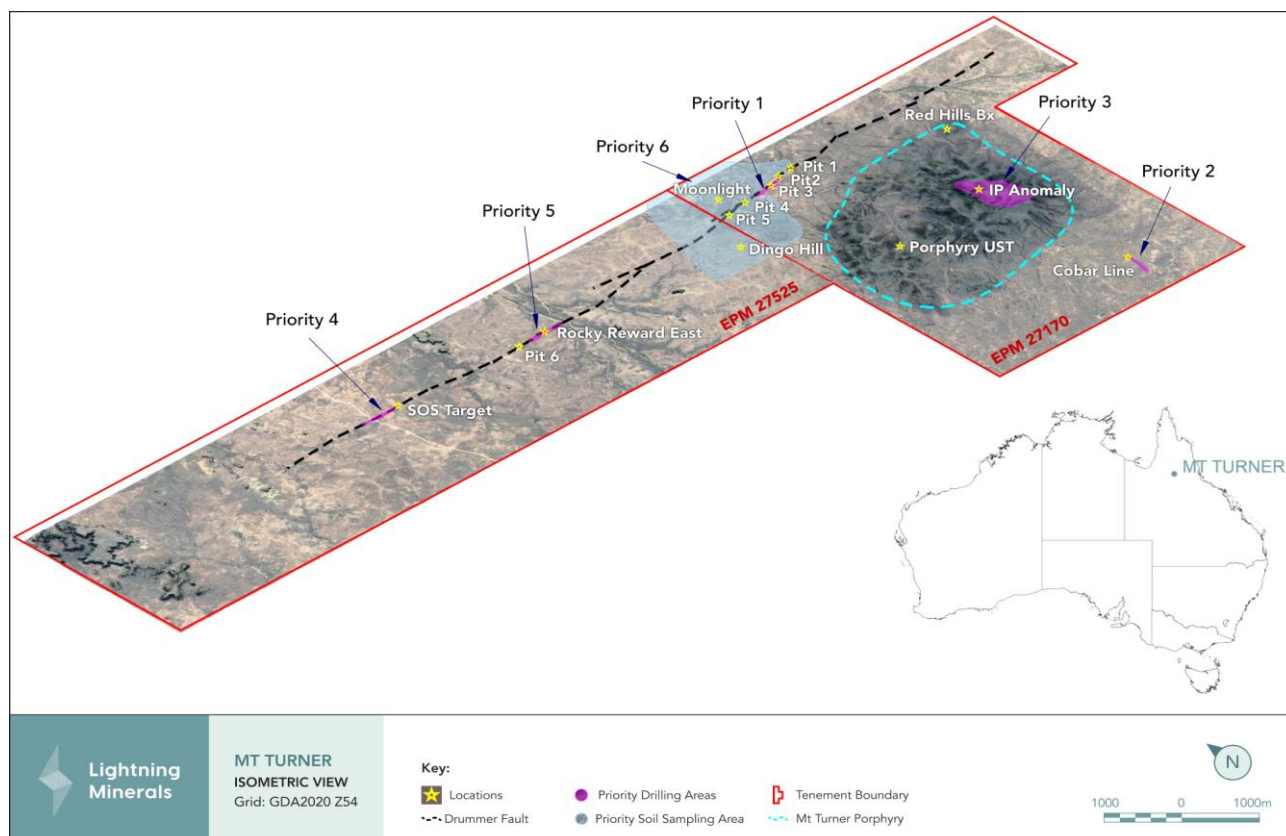 Priority 1
Priority 3
Red Hills Bx
Priority 6
Pit 1
Pit2
Moonlight
Pit 3
IP Anomaly
Pit 4
Priority 5
Pit 5
Priority 2
Dingo Hill
Porphyry UST
Cobar Line
EPM 27525
Priority 4
Rocky Reward East
Pit 6
EPM 27170
SOS Target
MT TURNER
Lightning
Minerals
MT TURNER
ISOMETRIC VIEW
Grid: GDA2020 Z54
Key:
Locations
Priority Drilling Areas
Tenement Boundary
Drummer Fault
Priority Soil Sampling Area
Mt Turner Porphyry
N
1000 0 1000m